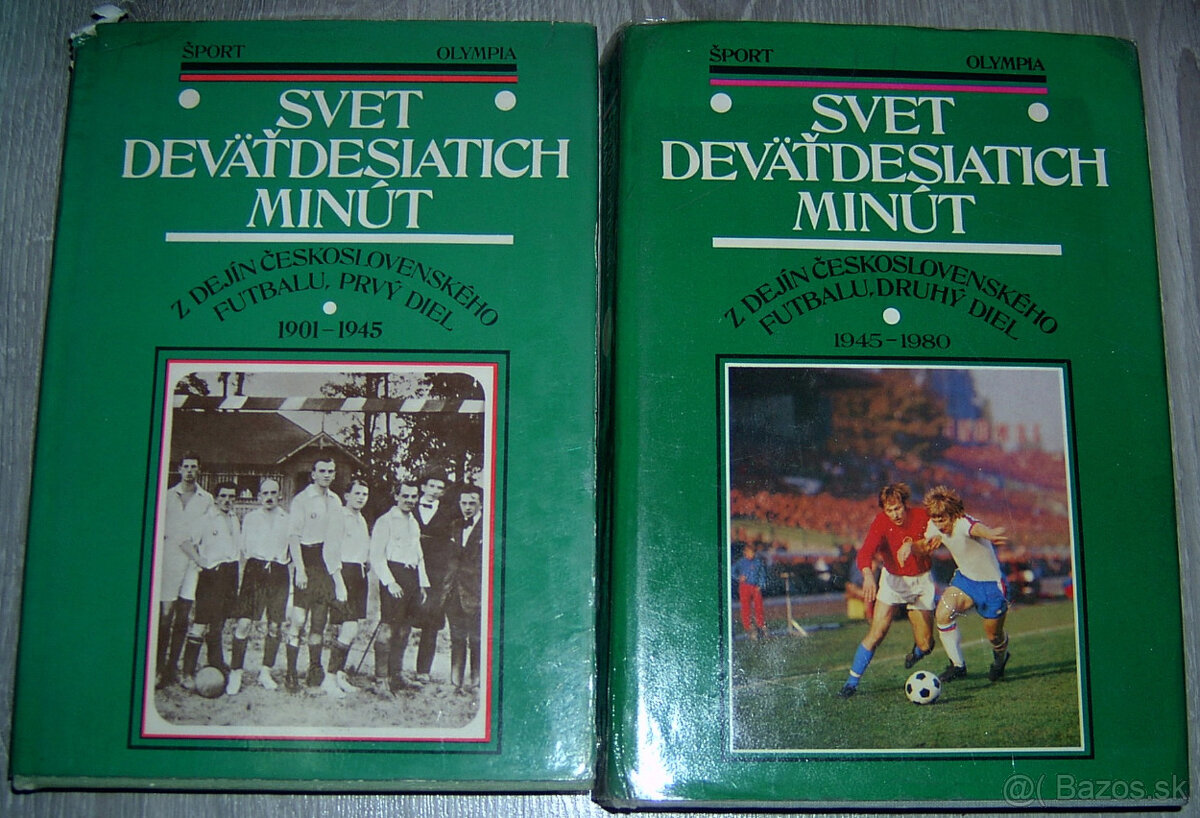 ŠPORT OLYMPIA
SVET
DEVÄŤDESIATICH
MINÚT
Z DEJÍN ČESKOSLOVENSKÉHO
FUTBALU, PRVÝ DIEL
1901–1945
ŠPORT OLYMPIA
SVET
DEVÄŤDESIATICH
MINÚT
Z DEJÍN ČESKOSLOVENSKÉHO
FUTBALU, DRUHÝ DIEL
1945–1980
@( Bazos.sk